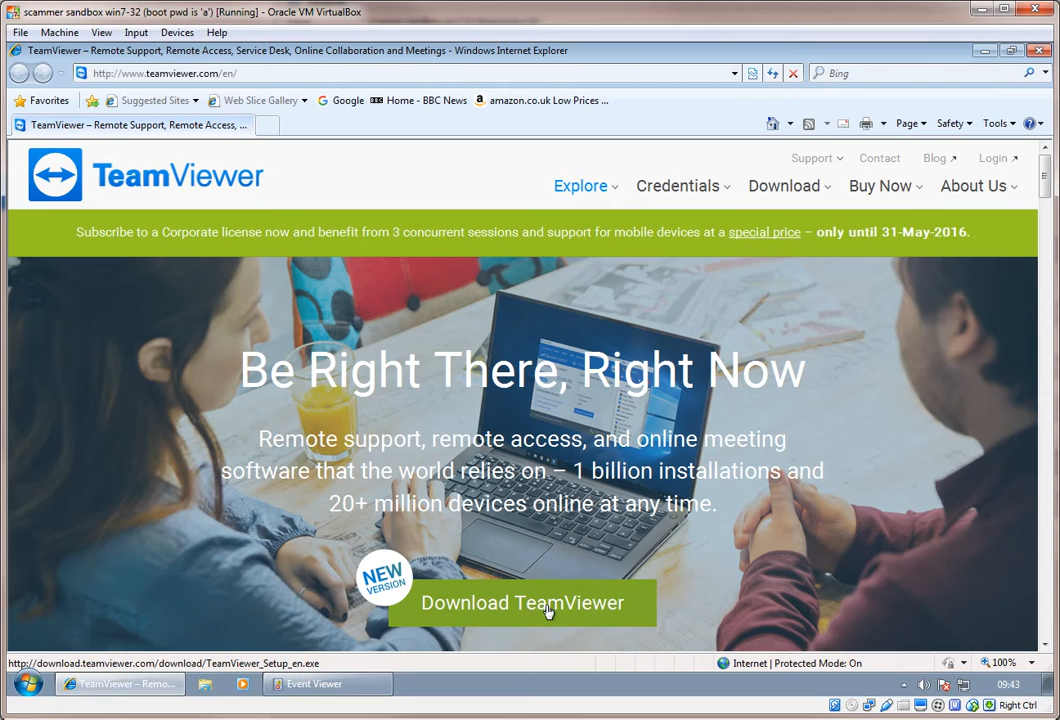 scammer sandbox win7-32 (boot pwd is 'a') [Running] - Oracle VM VirtualBox
File Machine View Input Devices Help
TeamViewer – Remote Support, Remote Access, Service Desk, Online Collaboration and Meetings - Windows Internet Explorer
http://www.teamviewer.com/en/
Bing
Favorites Suggested Sites Web Slice Gallery Google BBC Home - BBC News amazon.co.uk Low Prices ...
TeamViewer – Remote Support, Remote Access, ...
Page Safety Tools
Support Contact Blog Login
TeamViewer
Explore Credentials Download Buy Now About Us
Subscribe to a Corporate license now and benefit from 3 concurrent sessions and support for mobile devices at a special price – only until 31-May-2016.
Be Right There, Right Now
Remote support, remote access, and online meeting
software that the world relies on – 1 billion installations and
20+ million devices online at any time.
NEW
VERSION
Download TeamViewer
http://download.teamviewer.com/download/TeamViewer_Setup_en.exe
Internet | Protected Mode: On
100%
TeamViewer – Remo...
Event Viewer
09:43
Right Ctrl